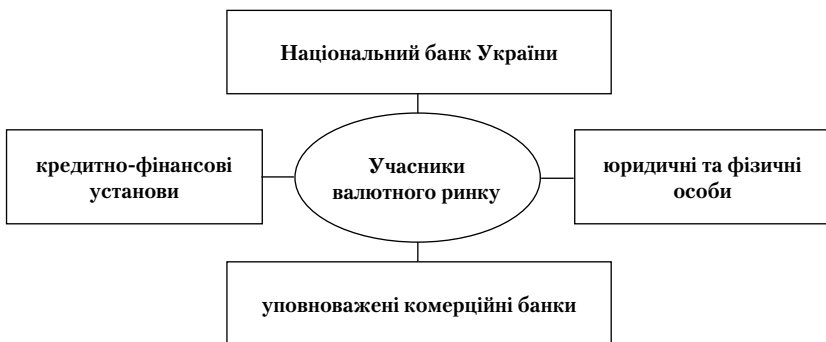 Національний банк України
кредитно-фінансові
установи
Учасники
валютного ринку
юридичні та фізичні
особи
уповноважені комерційні банки